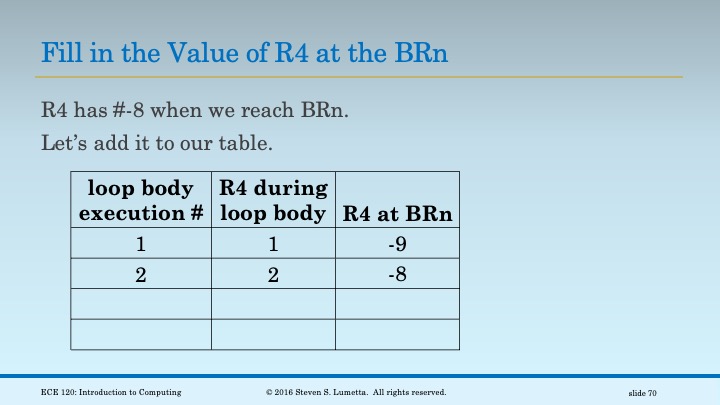 Fill in the Value of R4 at the BRn
R4 has #-8 when we reach BRn.
Let’s add it to our table.
loop body execution # R4 during loop body R4 at BRn
1 1 -9
2 2 -8
ECE 120: Introduction to Computing © 2016 Steven S. Lumetta. All rights reserved. slide 70